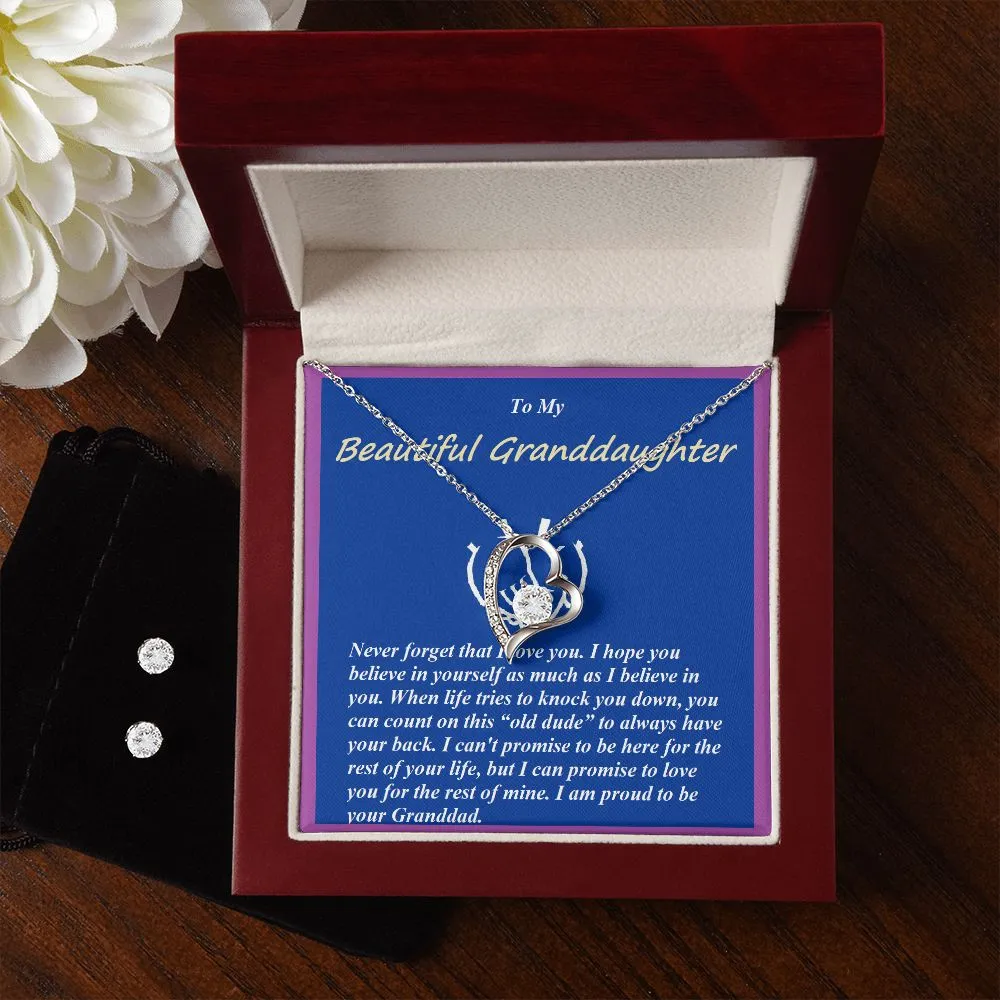 To My
Beautiful Granddaughter
Never forget that I love you. I hope you
believe in yourself as much as I believe in
you. When life tries to knock you down, you
can count on this “old dude” to always have
your back. I can't promise to be here for the
rest of your life, but I can promise to love
you for the rest of mine. I am proud to be
your Granddad.